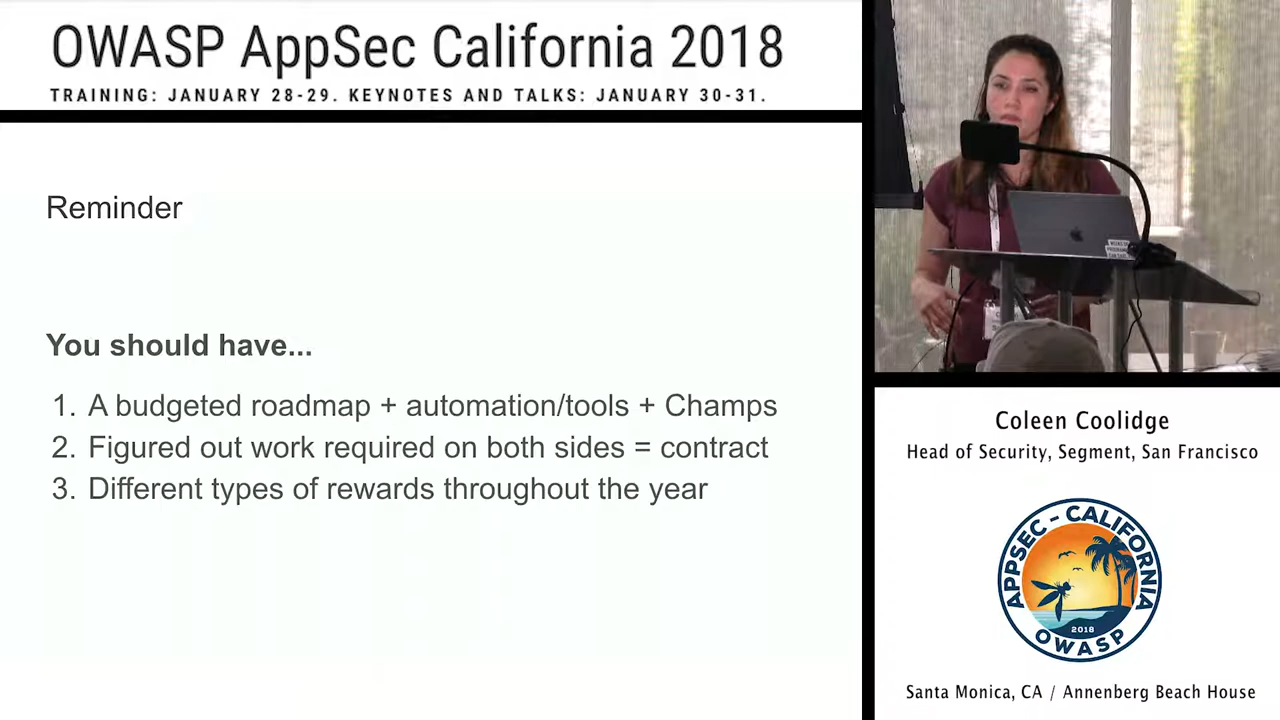 OWASP AppSec California 2018
TRAINING: JANUARY 28-29. KEYNOTES AND TALKS: JANUARY 30-31.
Reminder
You should have...
1. A budgeted roadmap + automation/tools + Champs
2. Figured out work required on both sides = contract
3. Different types of rewards throughout the year
Coleen Coolidge
Head of Security, Segment, San Francisco
APPSEC - CALIFORNIA
2018
OWASP
Santa Monica, CA / Annenberg Beach House